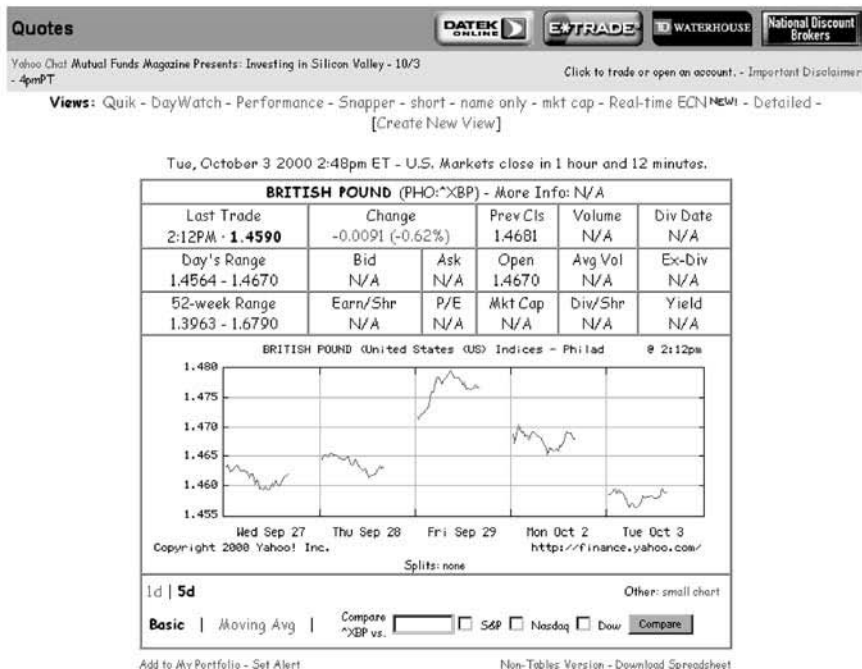 Quotes
DATEK ONLINE
E*TRADE
TD WATERHOUSE
National Discount Brokers
Yahoo Chat Mutual Funds Magazine Presents: Investing in Silicon Valley - 10/3 - 4pmPT
Click to trade or open an account. - Important Disclaimer
Views: Quik - DayWatch - Performance - Snapper - short - name only - mkt cap - Real-time ECN NEW! - Detailed -
[Create New View]
Tue, October 3 2000 2:48pm ET - U.S. Markets close in 1 hour and 12 minutes.
BRITISH POUND (PHO:^XBP) - More Info: N/A
Last Trade Change Prev Cls Volume Div Date
2:12PM · 1.4590 -0.0091 (-0.62%) 1.4681 N/A N/A
Day's Range Bid Ask Open Avg Vol Ex-Div
1.4564 - 1.4670 N/A N/A 1.4670 N/A N/A
52-week Range Earn/Shr P/E Mkt Cap Div/Shr Yield
1.3963 - 1.6790 N/A N/A N/A N/A N/A
BRITISH POUND (United States (US) Indices - Philad @ 2:12pm
1.480
1.475
1.470
1.465
1.460
1.455
Wed Sep 27 Thu Sep 28 Fri Sep 29 Mon Oct 2 Tue Oct 3
Copyright 2000 Yahoo! Inc. http://finance.yahoo.com/
Splits: none
1d | 5d Other: small chart
Basic | Moving Avg | Compare ^XBP vs. S&P Nasdaq Dow Compare
Add to My Portfolio - Set Alert Non-Tables Version - Download Spreadsheet